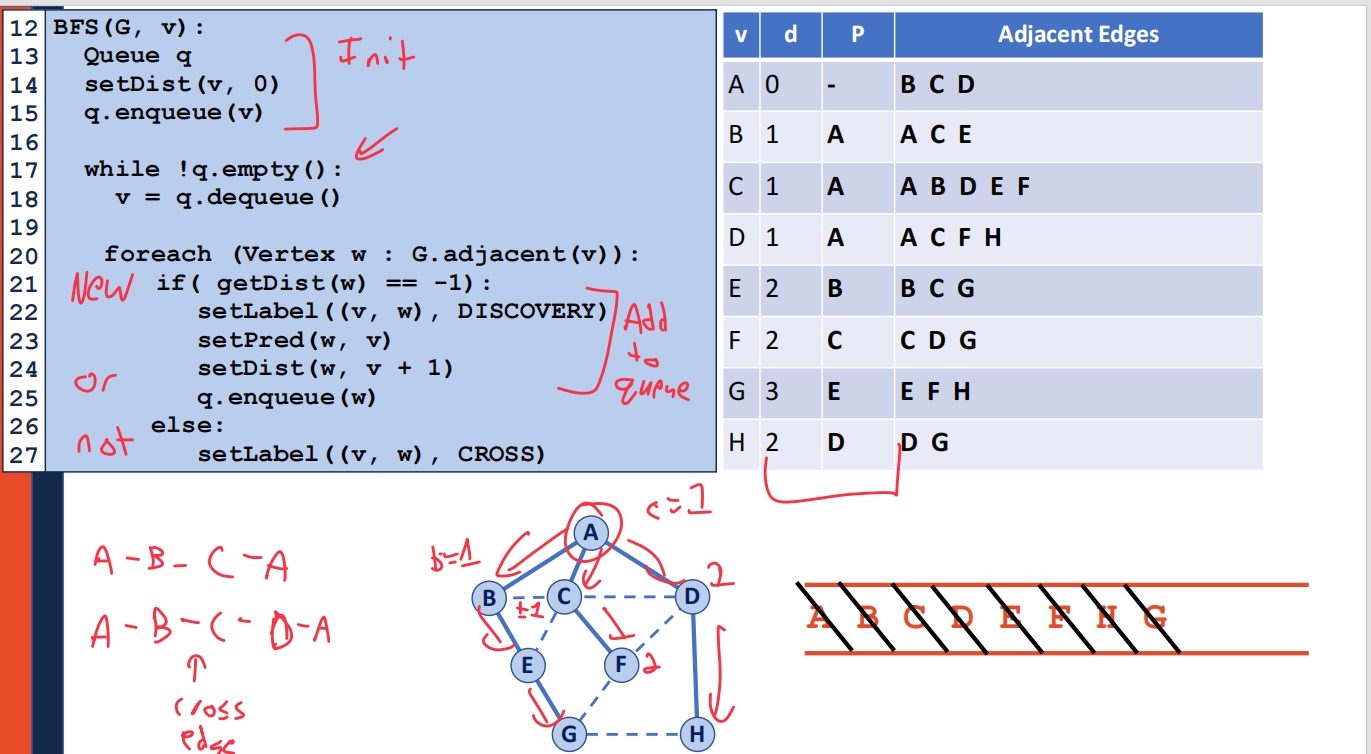 12 BFS(G, v):
13 Queue q
14 setDist(v, 0)
15 q.enqueue(v)
16
17 while !q.empty():
18 v = q.dequeue()
19
20 foreach (Vertex w : G.adjacent(v)):
21 if( getDist(w) == -1):
22 setLabel((v, w), DISCOVERY)
23 setPred(w, v)
24 setDist(w, v + 1)
25 q.enqueue(w)
26 else:
27 setLabel((v, w), CROSS)
Init
New
or
not
Add
to
queue
v d P Adjacent Edges
A 0 - B C D
B 1 A A C E
C 1 A A B D E F
D 1 A A C F H
E 2 B B C G
F 2 C C D G
G 3 E E F H
H 2 D D G
A - B - C - A
A - B - C - D - A
↑
cross
edge
c=1
A
b=1
B ±1 C D
E F 2
G H
A B C D E F H G